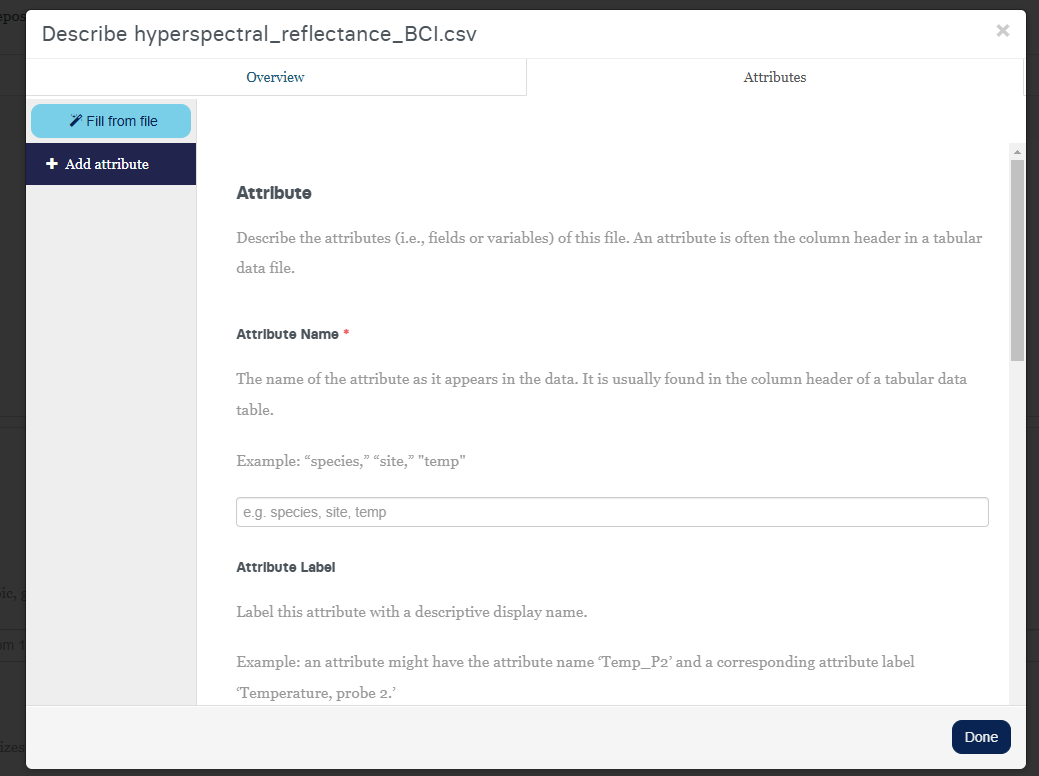 epos
Describe hyperspectral_reflectance_BCI.csv
×
Overview
Attributes
Fill from file
Add attribute
Attribute
Describe the attributes (i.e., fields or variables) of this file. An attribute is often the column header in a tabular
data file.
Attribute Name *
The name of the attribute as it appears in the data. It is usually found in the column header of a tabular data
table.
Example: “species,” “site,” "temp"
e.g. species, site, temp
Attribute Label
Label this attribute with a descriptive display name.
Example: an attribute might have the attribute name ‘Temp_P2’ and a corresponding attribute label
‘Temperature, probe 2.’
Done